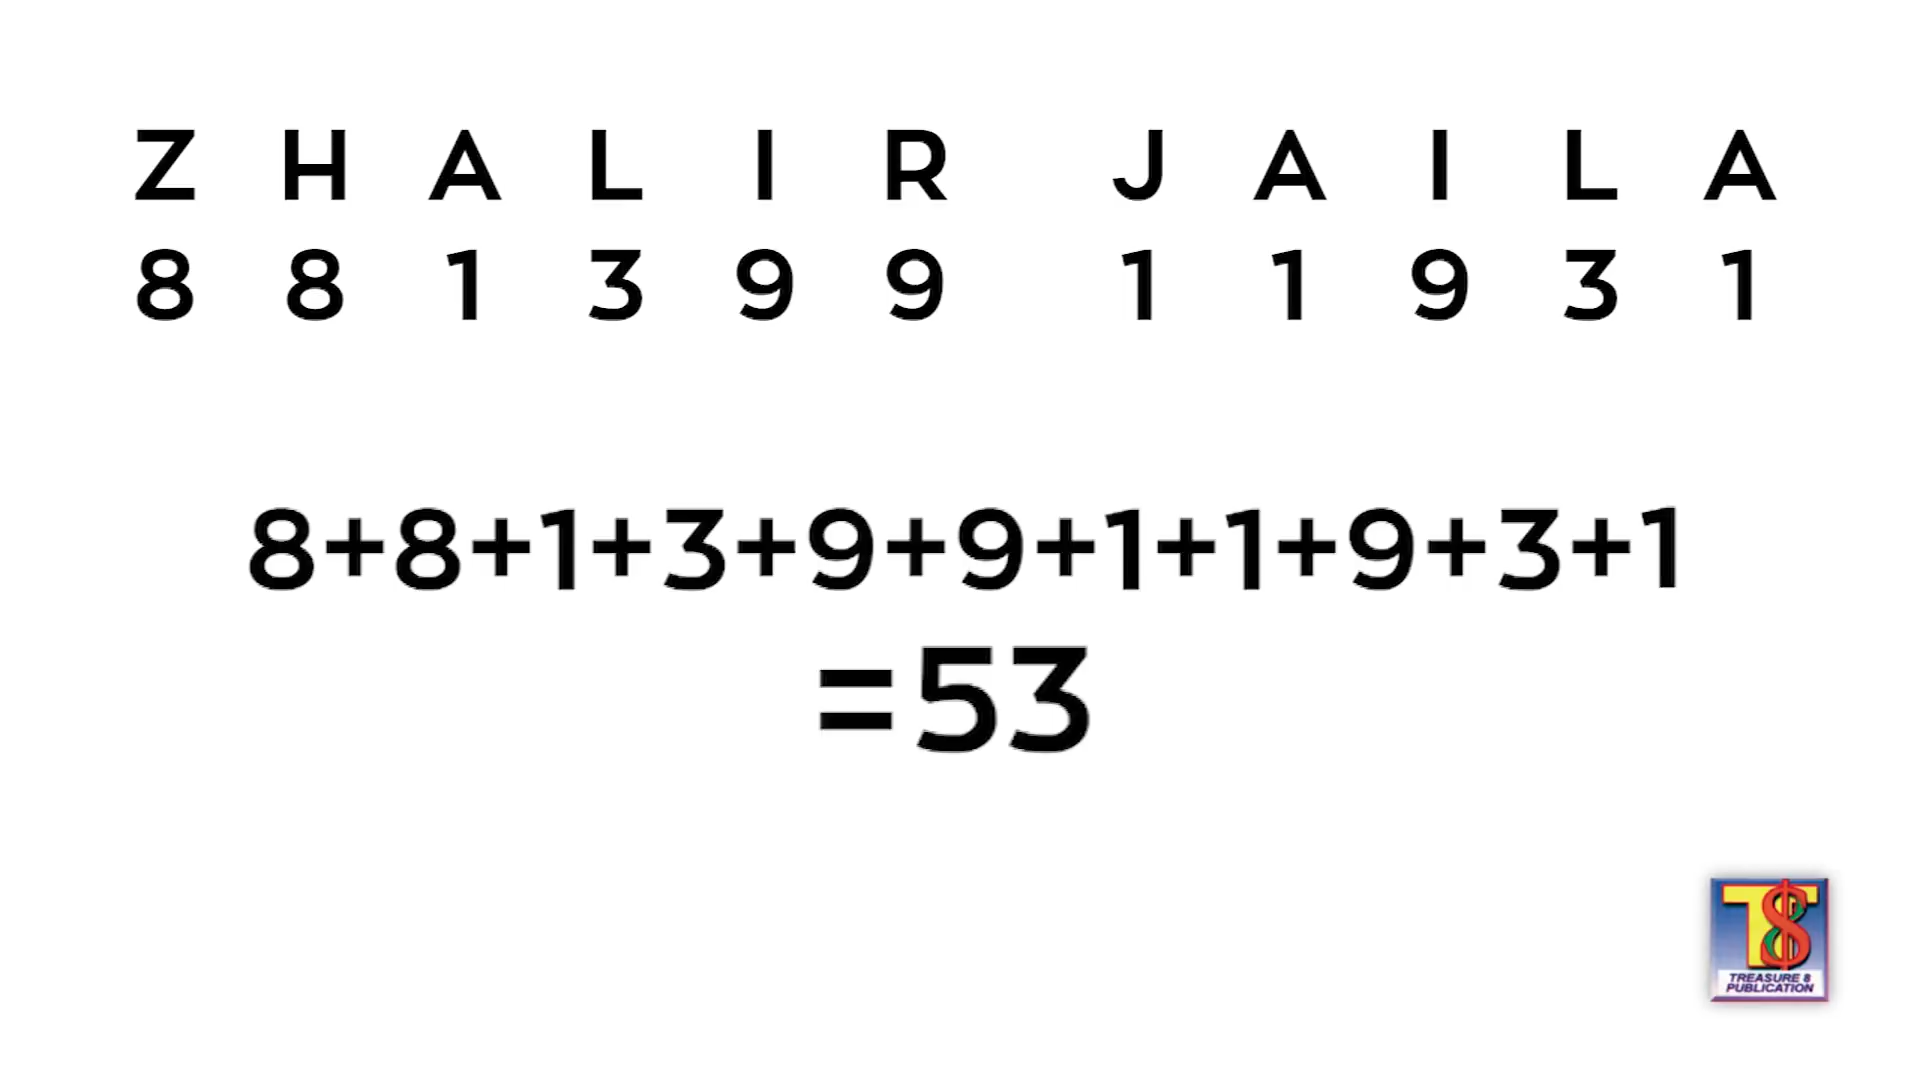 Z H A L I R J A I L A
8 8 1 3 9 9 1 1 9 3 1
8+8+1+3+9+9+1+1+9+3+1
=53
T8
TREASURE 8
PUBLICATION